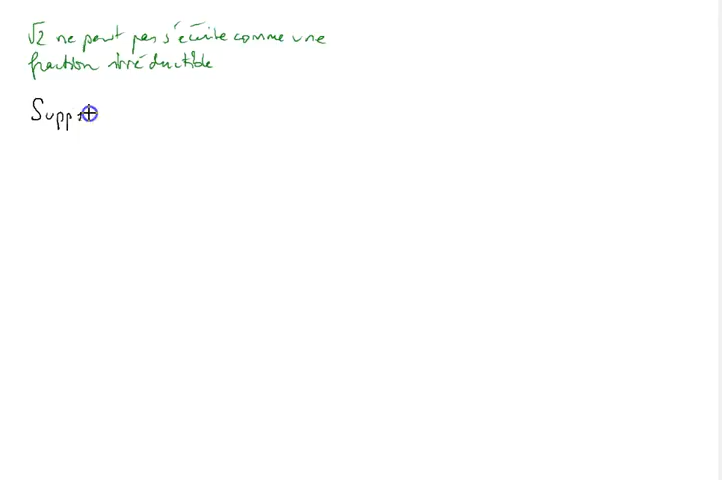 √2 ne peut pas s'écrire comme une
fraction irréductible
Supp